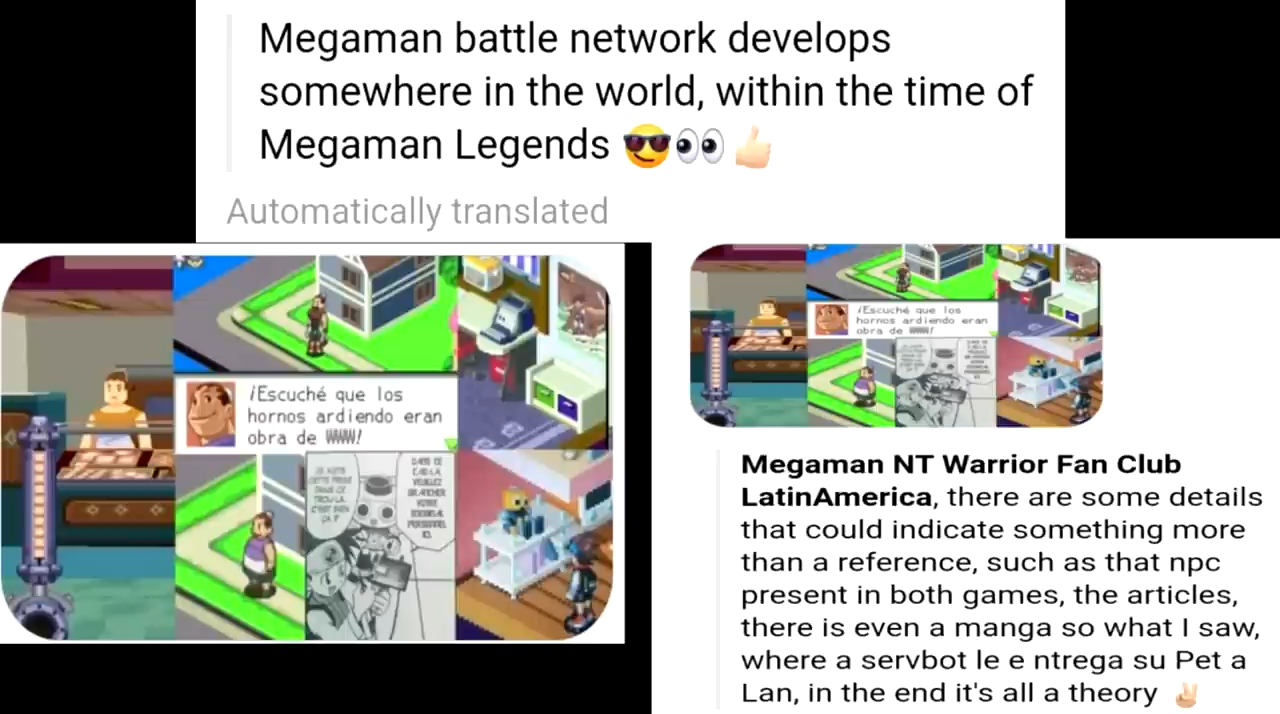 Megaman battle network develops
somewhere in the world, within the time of
Megaman Legends 😎👀👍🏻
Automatically translated
¡Escuché que los
hornos ardiendo eran
obra de WWW!
¡Escuché que los
hornos ardiendo eran
obra de WWW!
Megaman NT Warrior Fan Club
LatinAmerica, there are some details
that could indicate something more
than a reference, such as that npc
present in both games, the articles,
there is even a manga so what I saw,
where a servbot le e ntrega su Pet a
Lan, in the end it's all a theory ✌🏻